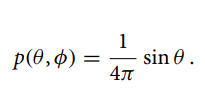 p(θ, ϕ) = 1/4π sin θ .